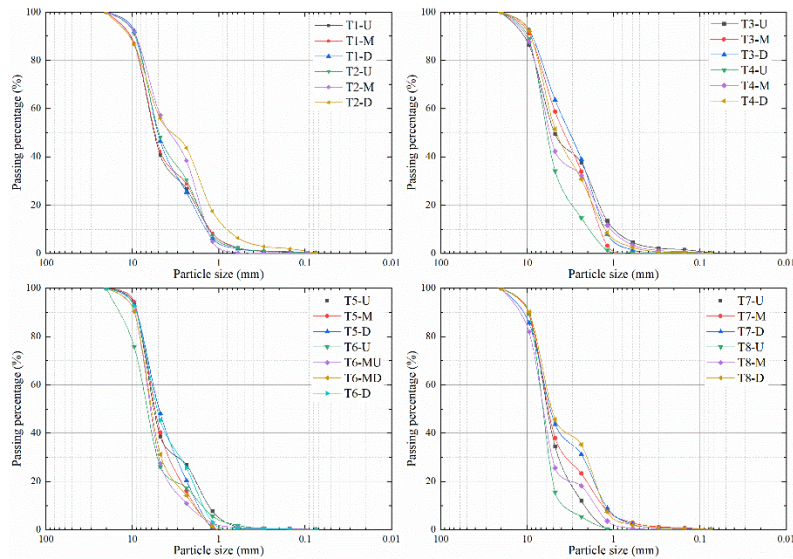 100
80
60
40
20
0
Passing percentage (%)
T1-U
T1-M
T1-D
T2-U
T2-M
T2-D
100
10
1
0.1
0.01
Particle size (mm)
100
80
60
40
20
0
Passing percentage (%)
T3-U
T3-M
T3-D
T4-U
T4-M
T4-D
100
10
1
0.1
0.01
Particle size (mm)
100
80
60
40
20
0
Passing percentage (%)
T5-U
T5-M
T5-D
T6-U
T6-MU
T6-MD
T6-D
100
10
1
0.1
0.01
Particle size (mm)
100
80
60
40
20
0
Passing percentage (%)
T7-U
T7-M
T7-D
T8-U
T8-M
T8-D
100
10
1
0.1
0.01
Particle size (mm)